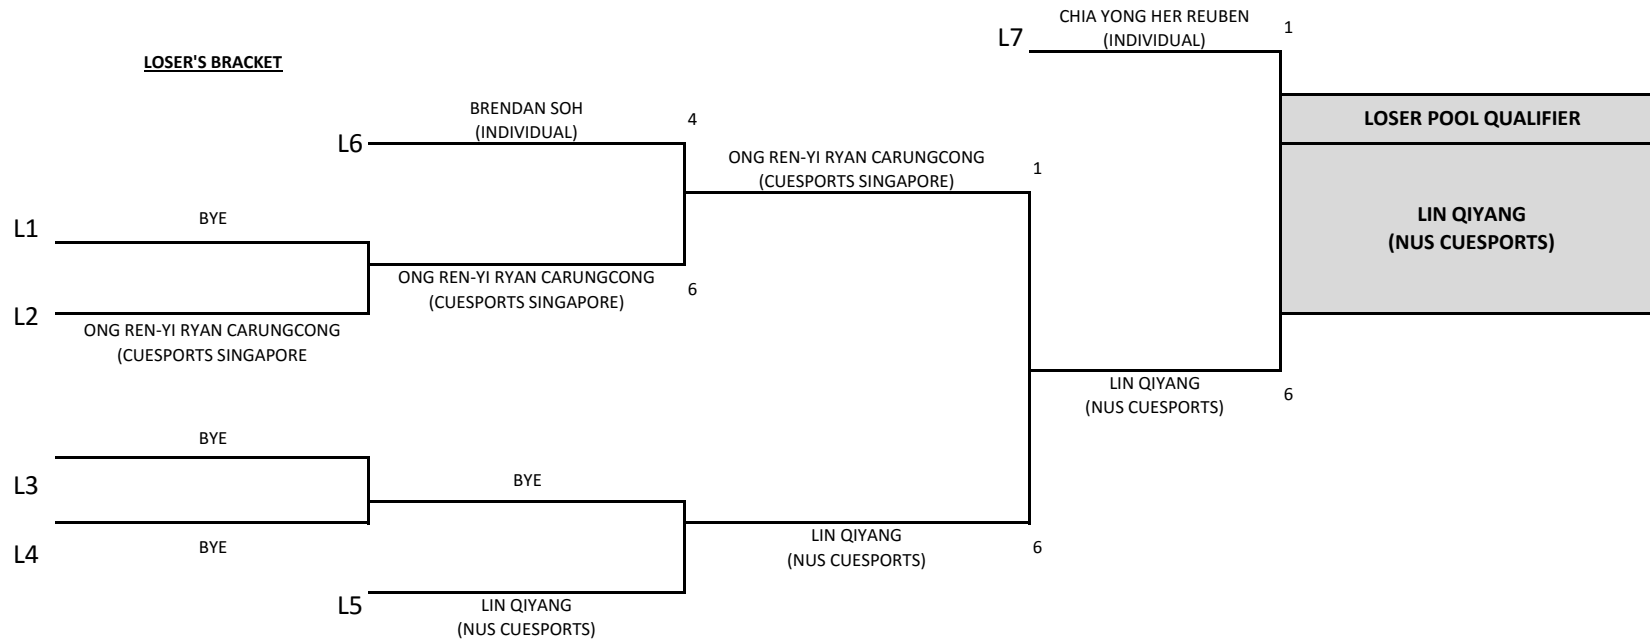 CHIA YONG HER REUBEN
(INDIVIDUAL)
1
L7
LOSER'S BRACKET
BRENDAN SOH
(INDIVIDUAL)
4
L6
LOSER POOL QUALIFIER
ONG REN-YI RYAN CARUNGCONG
(CUESPORTS SINGAPORE)
1
L1
BYE
LIN QIYANG
(NUS CUESPORTS)
ONG REN-YI RYAN CARUNGCONG
(CUESPORTS SINGAPORE)
6
L2
ONG REN-YI RYAN CARUNGCONG
(CUESPORTS SINGAPORE
LIN QIYANG
(NUS CUESPORTS)
6
BYE
L3
BYE
L4
BYE
LIN QIYANG
(NUS CUESPORTS)
6
L5
LIN QIYANG
(NUS CUESPORTS)